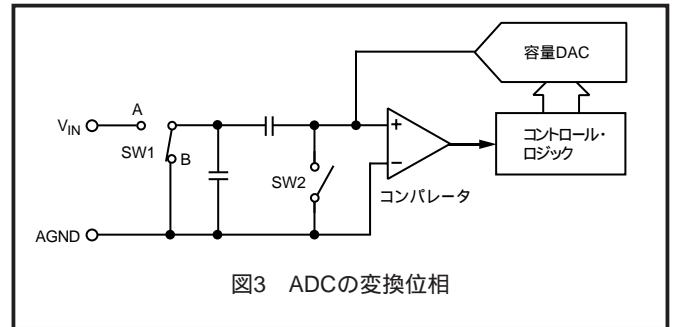 容量DAC
A
VIN
SW1
B
SW2
+
−
コンパレータ
コントロール・
ロジック
AGND
図3 ADCの変換位相